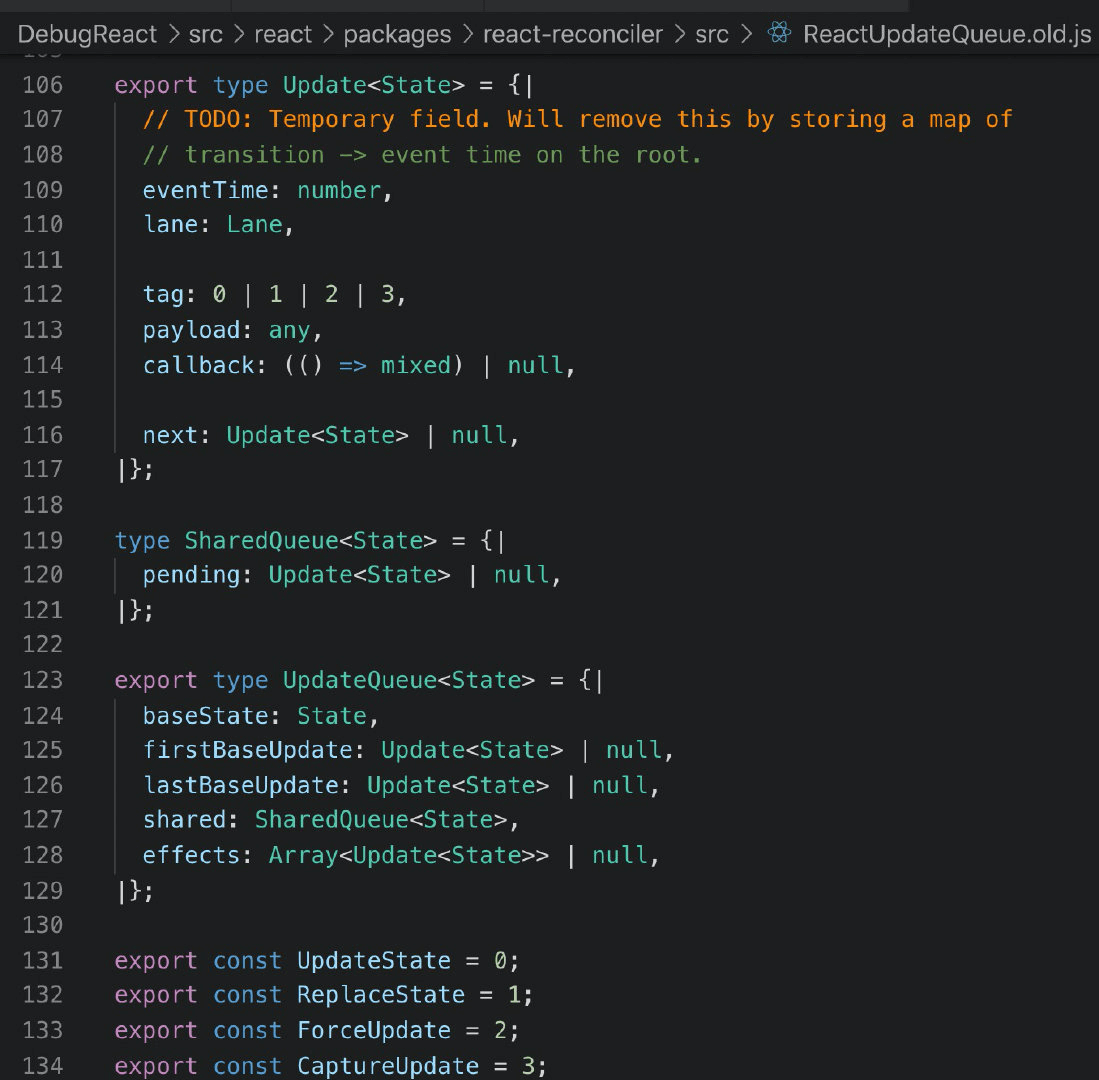 DebugReact > src > react > packages > react-reconciler > src > ReactUpdateQueue.old.js
106 export type Update<State> = {|
107 // TODO: Temporary field. Will remove this by storing a map of
108 // transition -> event time on the root.
109 eventTime: number,
110 lane: Lane,
111
112 tag: 0 | 1 | 2 | 3,
113 payload: any,
114 callback: (() => mixed) | null,
115
116 next: Update<State> | null,
117 |};
118
119 type SharedQueue<State> = {|
120 pending: Update<State> | null,
121 |};
122
123 export type UpdateQueue<State> = {|
124 baseState: State,
125 firstBaseUpdate: Update<State> | null,
126 lastBaseUpdate: Update<State> | null,
127 shared: SharedQueue<State>,
128 effects: Array<Update<State>> | null,
129 |};
130
131 export const UpdateState = 0;
132 export const ReplaceState = 1;
133 export const ForceUpdate = 2;
134 export const CaptureUpdate = 3;